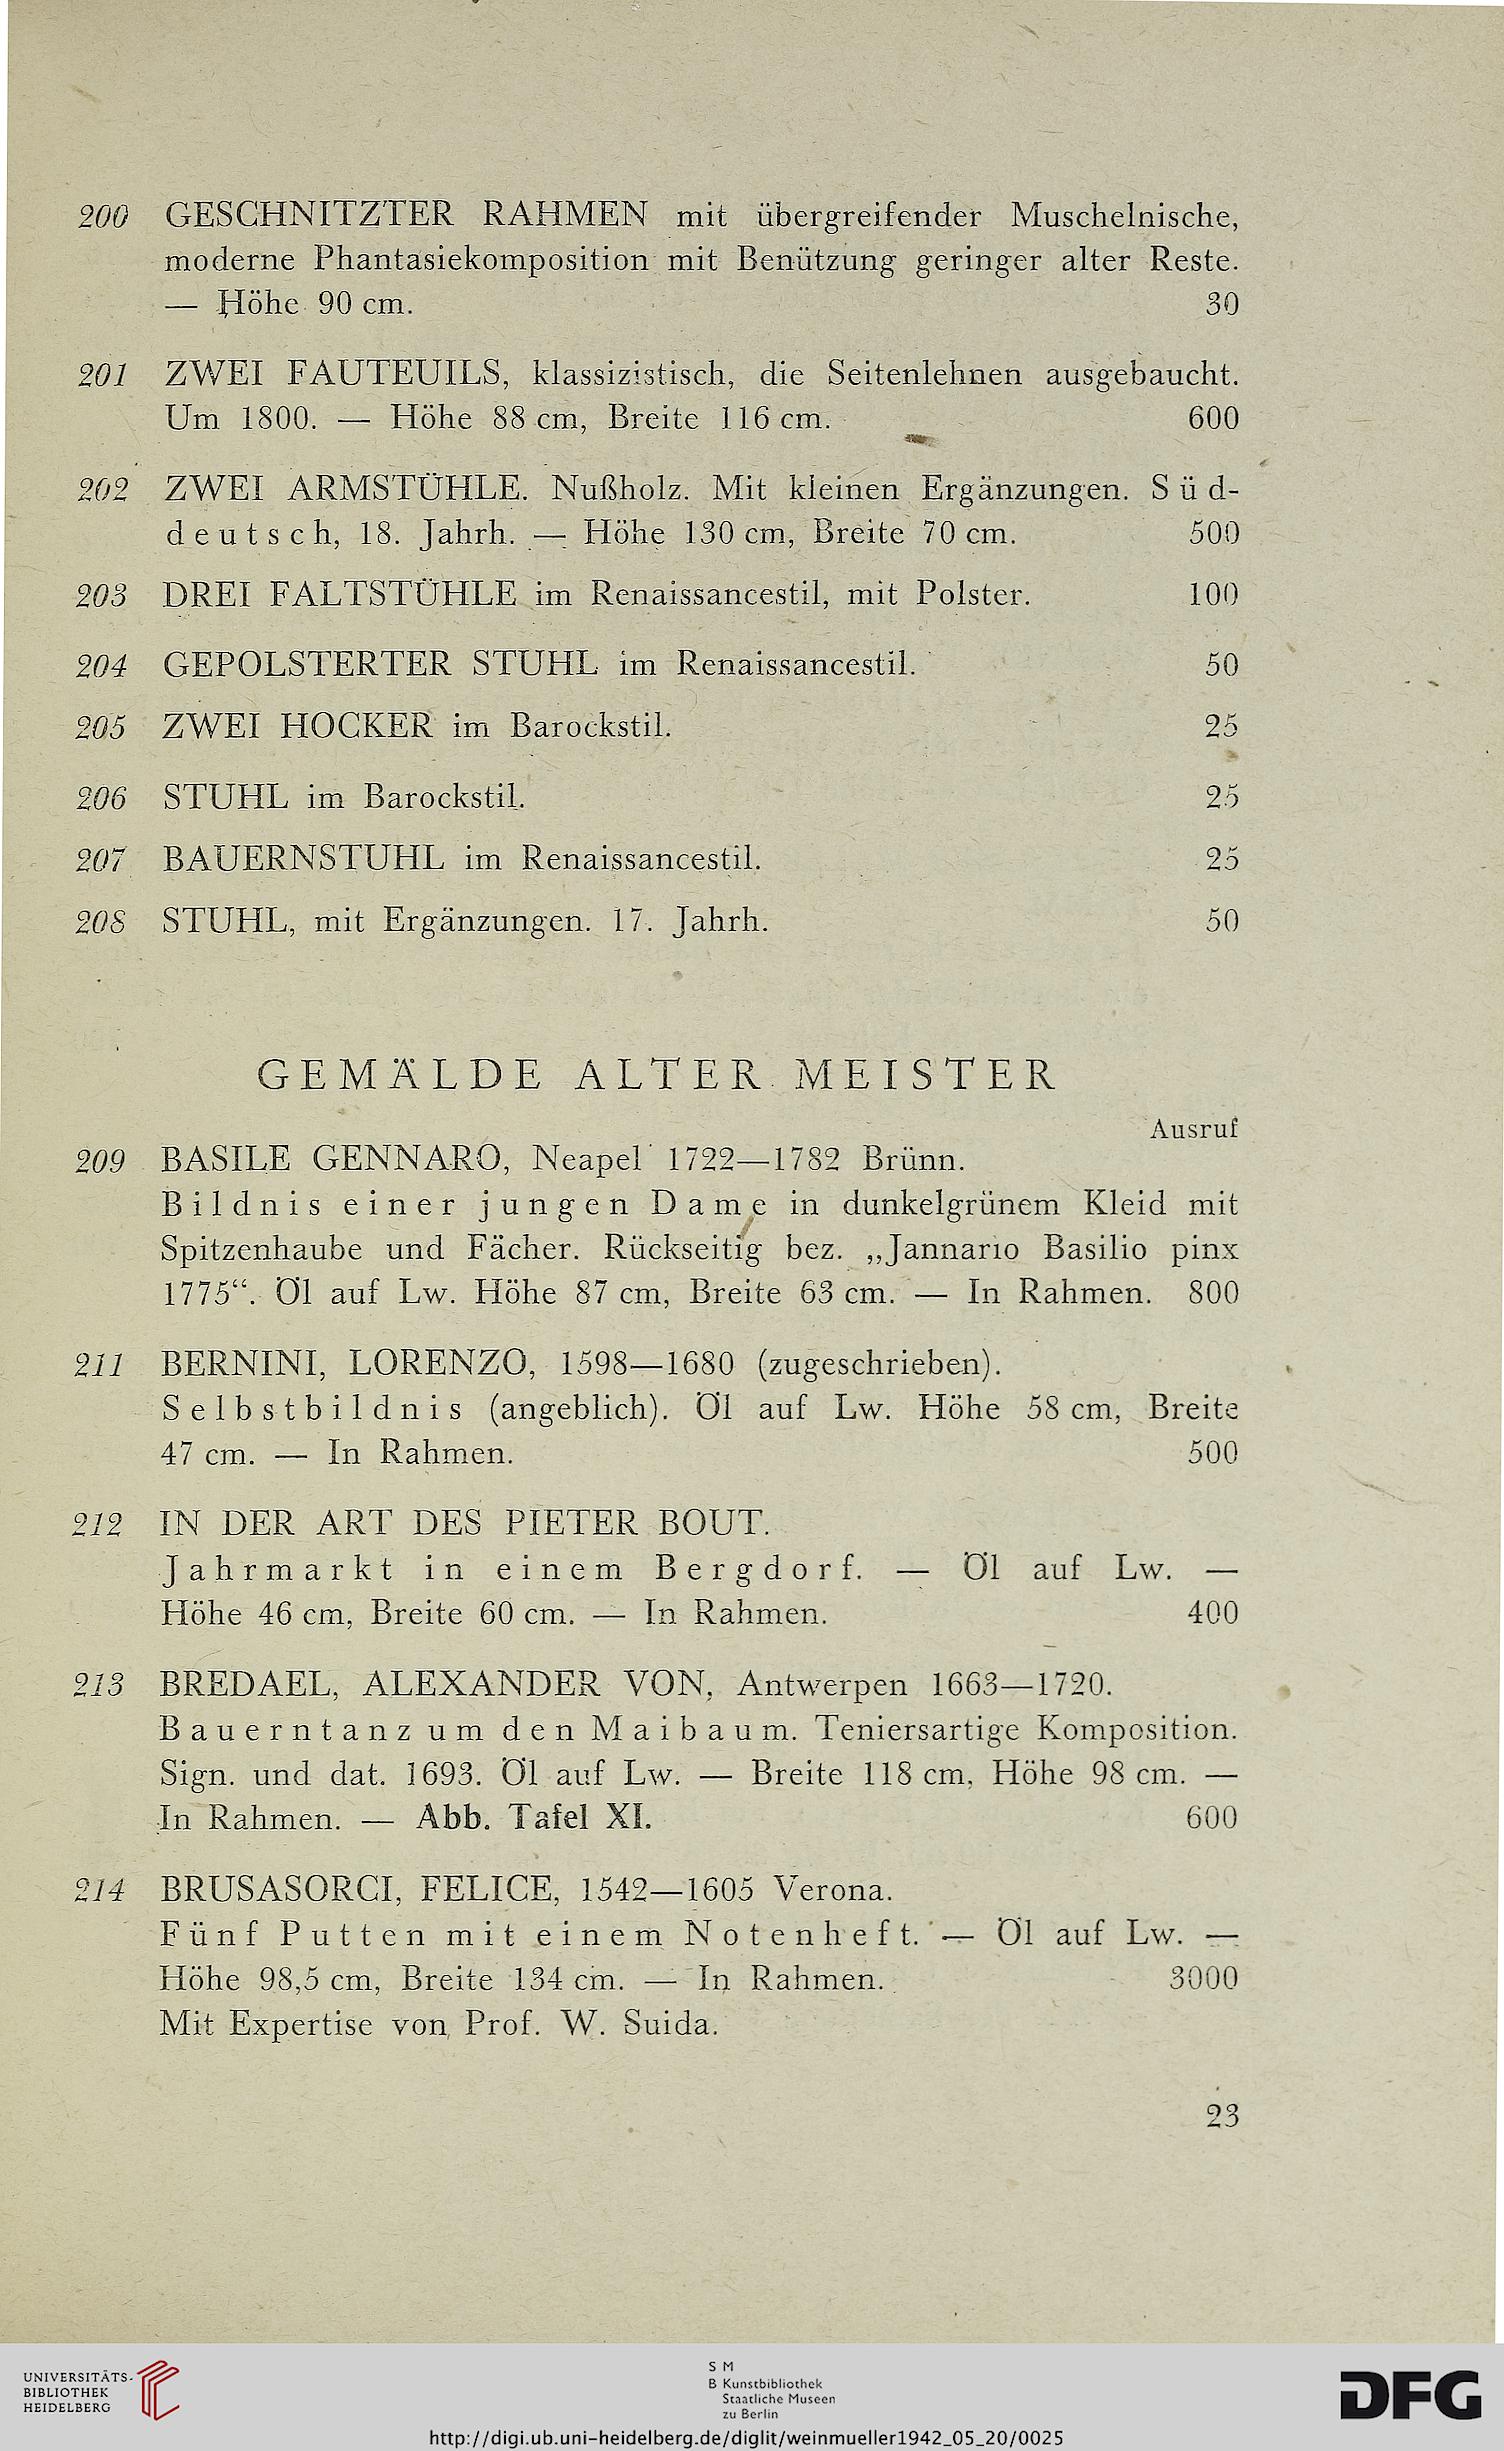 200 GESCHNITZTER RAHMEN mit übergreifender Muschelnische,
moderne Phantasiekomposition mit Benützung geringer alter Reste.
— Höhe 90 cm. 30
201 ZWEI FAUTEUILS, klassizistisch, die Seitenlehnen ausgebaucht.
Um 1800. — Höhe 88 cm, Breite 116 cm. 600
202 ZWEI ARMSTÜHLE. Nußholz. Mit kleinen Ergänzungen. Süd-
deutsch, 18. Jahrh. — Höhe 130 cm, Breite 70 cm. 500
203 DREI FALTSTÜHLE im Renaissancestil, mit Polster. 100
204 GEPOLSTERTER STUHL im Renaissancestil. 50
205 ZWEI HOCKER im Barockstil. 25
206 STUHL im Barockstil. 25
207 BAUERNSTUHL im Renaissancestil. 25
208 STUHL, mit Ergänzungen. 17. Jahrh. 50
GEMÄLDE ALTER MEISTER
Ausruf
209 BASILE GENNARO, Neapel 1722—1782 Brünn.
Bildnis einer jungen Dame in dunkelgrünem Kleid mit
Spitzenhaube und Fächer. Rückseitig bez. „Jannario Basilio pinx
1775“. Öl auf Lw. Höhe 87 cm, Breite 63 cm. — In Rahmen. 800
211 BERNINI, LORENZO, 1598—1680 (zugeschrieben).
Selbstbildnis (angeblich). Öl auf Lw. Höhe 58 cm, Breite
47 cm. — In Rahmen. 500
212 IN DER ART DES PIETER BOUT.
Jahrmarkt in einem Bergdorf. — Öl auf Lw. —
Höhe 46 cm, Breite 60 cm. — In Rahmen. 400
213 BREDAEL, ALEXANDER VON, Antwerpen 1663—1720.
Bauerntanz um den Maibaum. Teniersartige Komposition.
Sign. und dat. 1693. Öl auf Lw. — Breite 118 cm, Höhe 98 cm. —
In Rahmen. — Abb. Tafel XI. 600
214 BRUSASORCI, FELICE, 1542—1605 Verona.
Fünf Putten mit einem Notenheft. — Öl auf Lw. —
Höhe 98,5 cm, Breite 134 cm. — In Rahmen. 3000
Mit Expertise von Prof. W. Suida.
23
UNIVERSITÄTS-
BIBLIOTHEK
HEIDELBERG
S M
B Kunstbibliothek
Staatliche Museen
zu Berlin
DFG
http://digi.ub.uni-heidelberg.de/diglit/weinmueller1942_05_20/0025